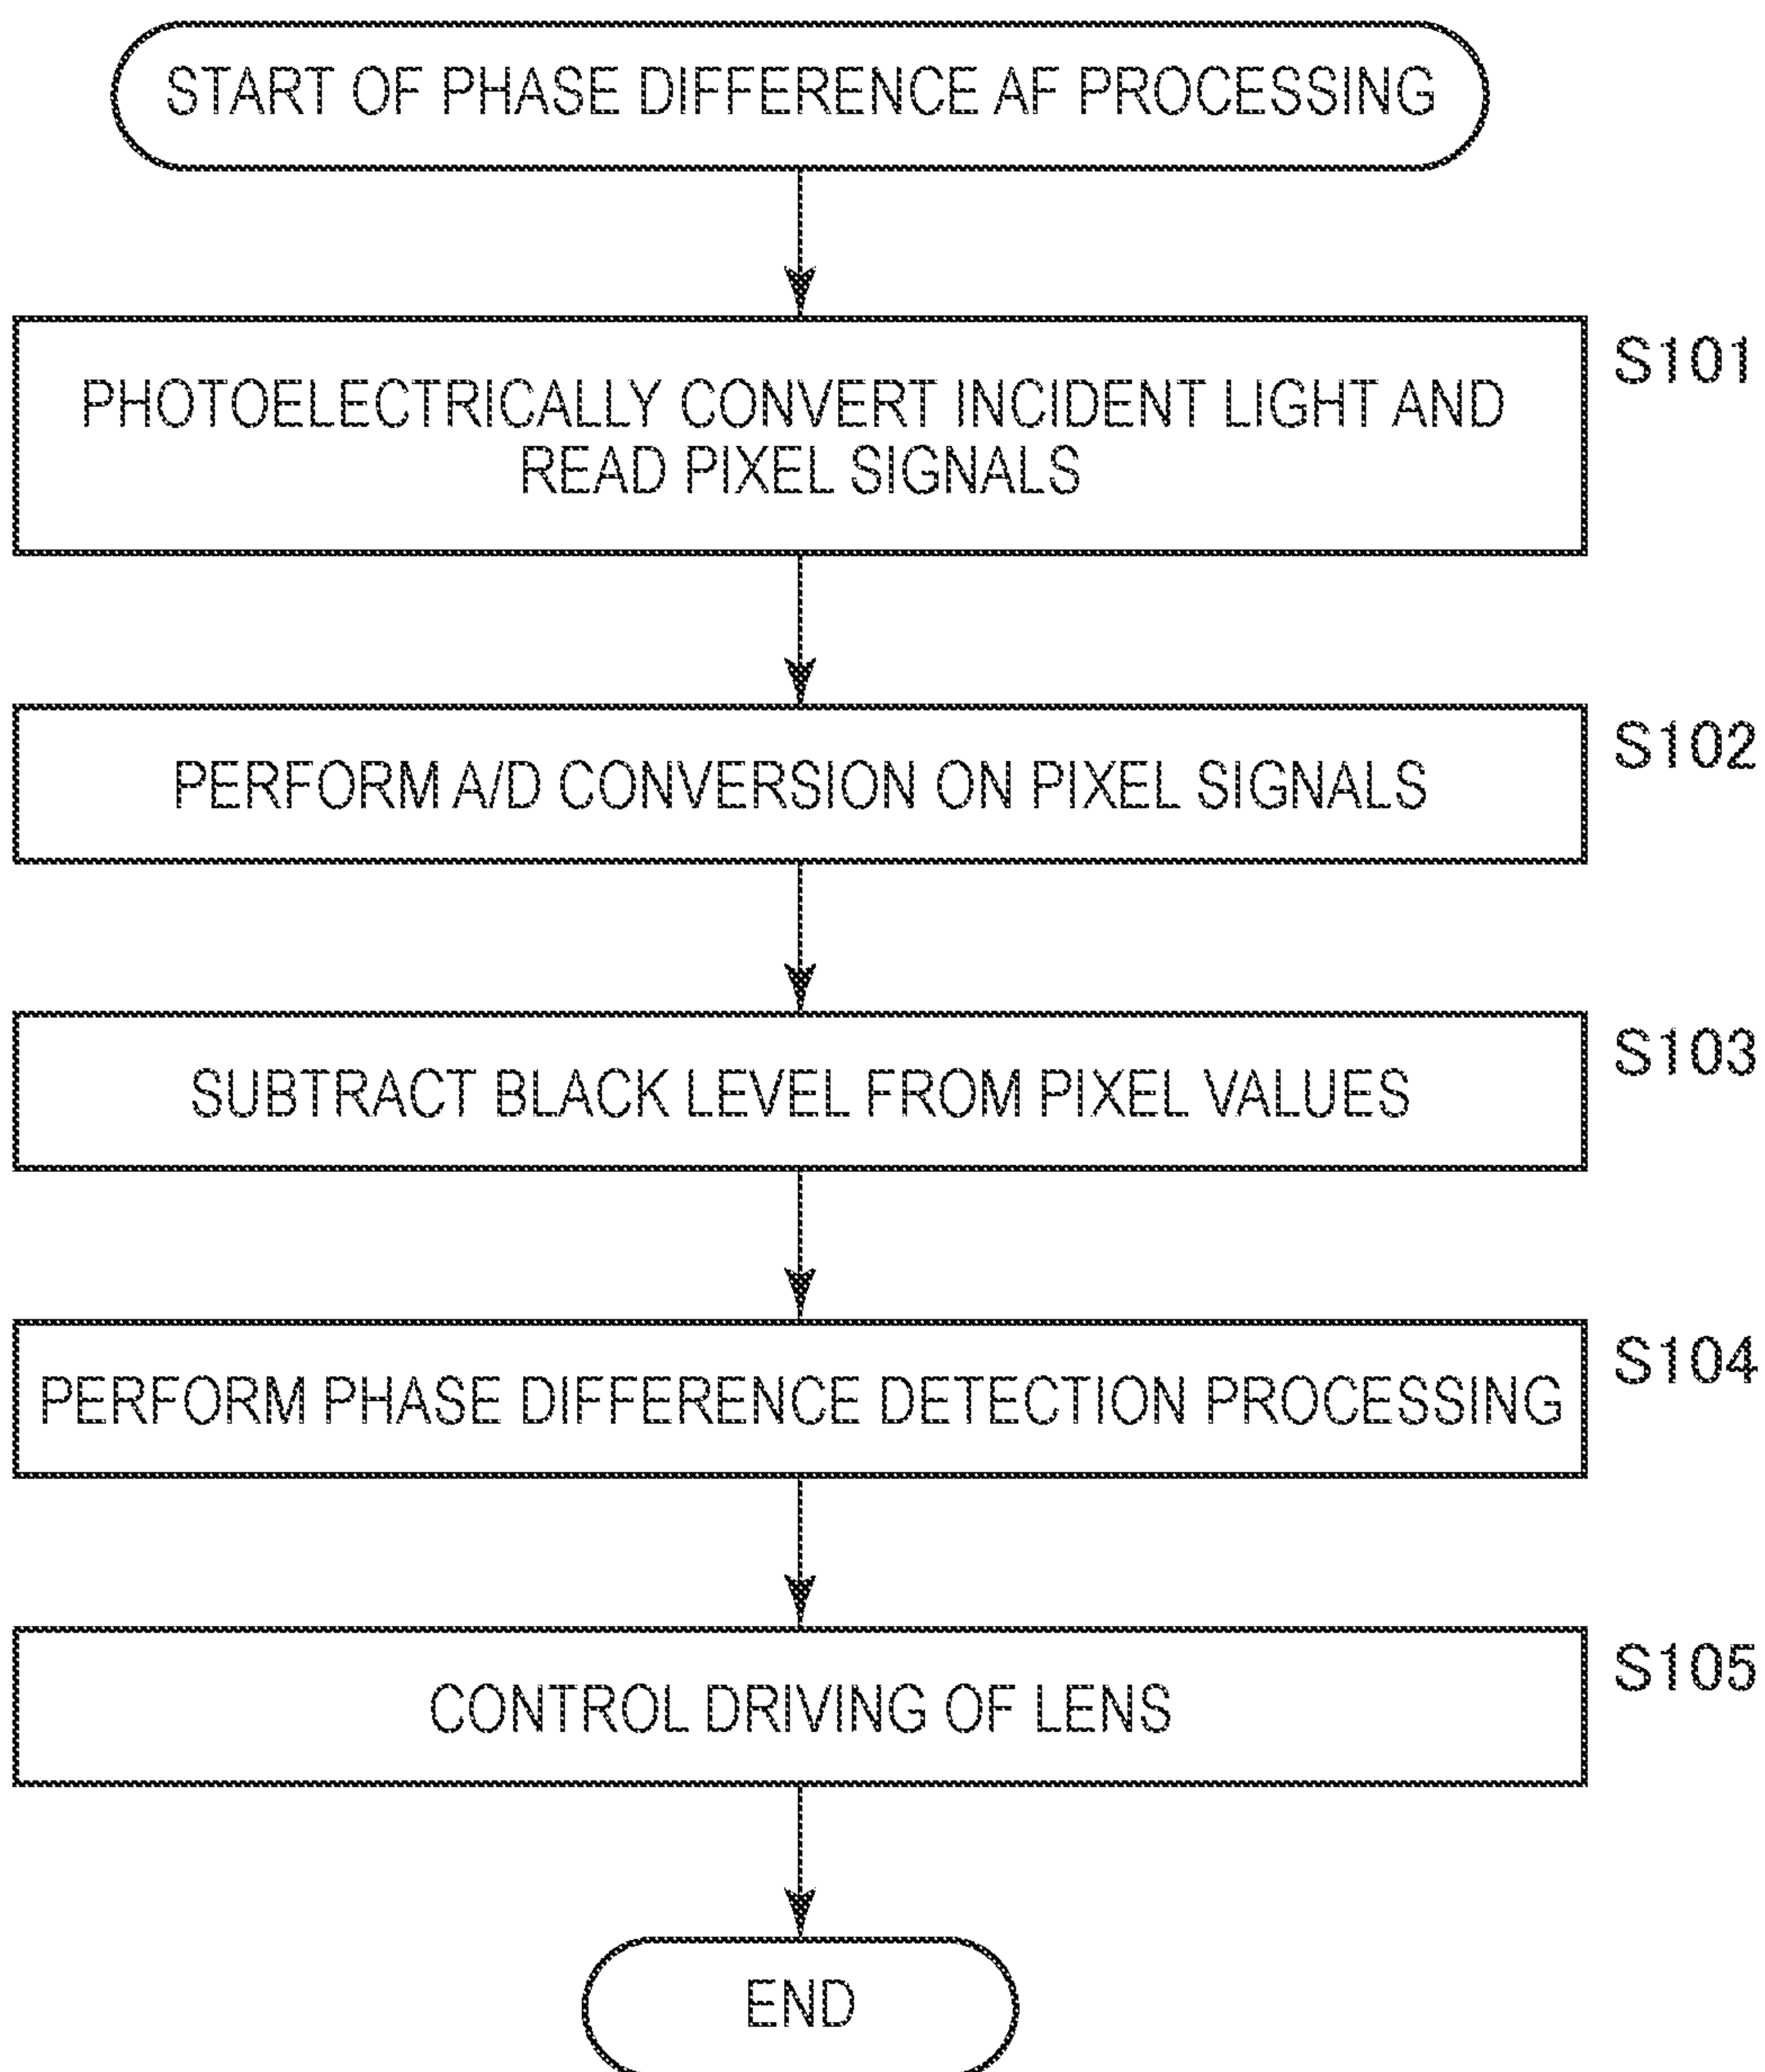 START OF PHASE DIFFERENCE AF PROCESSING
S101
PHOTOELECTRICALLY CONVERT INCIDENT LIGHT AND
READ PIXEL SIGNALS
S102
PERFORM A/D CONVERSION ON PIXEL SIGNALS
S103
SUBTRACT BLACK LEVEL FROM PIXEL VALUES
S104
PERFORM PHASE DIFFERENCE DETECTION PROCESSING
S105
CONTROL DRIVING OF LENS
END